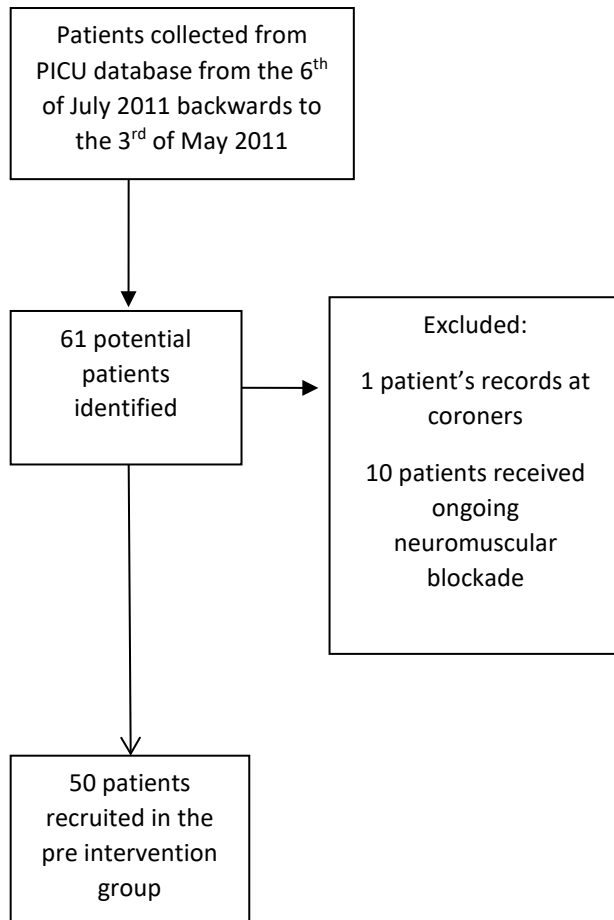 Patients collected from
PICU database from the 6th
of July 2011 backwards to
the 3rd of May 2011
61 potential
patients
identified
Excluded:
1 patient’s records at
coroners
10 patients received
ongoing
neuromuscular
blockade
50 patients
recruited in the
pre intervention
group